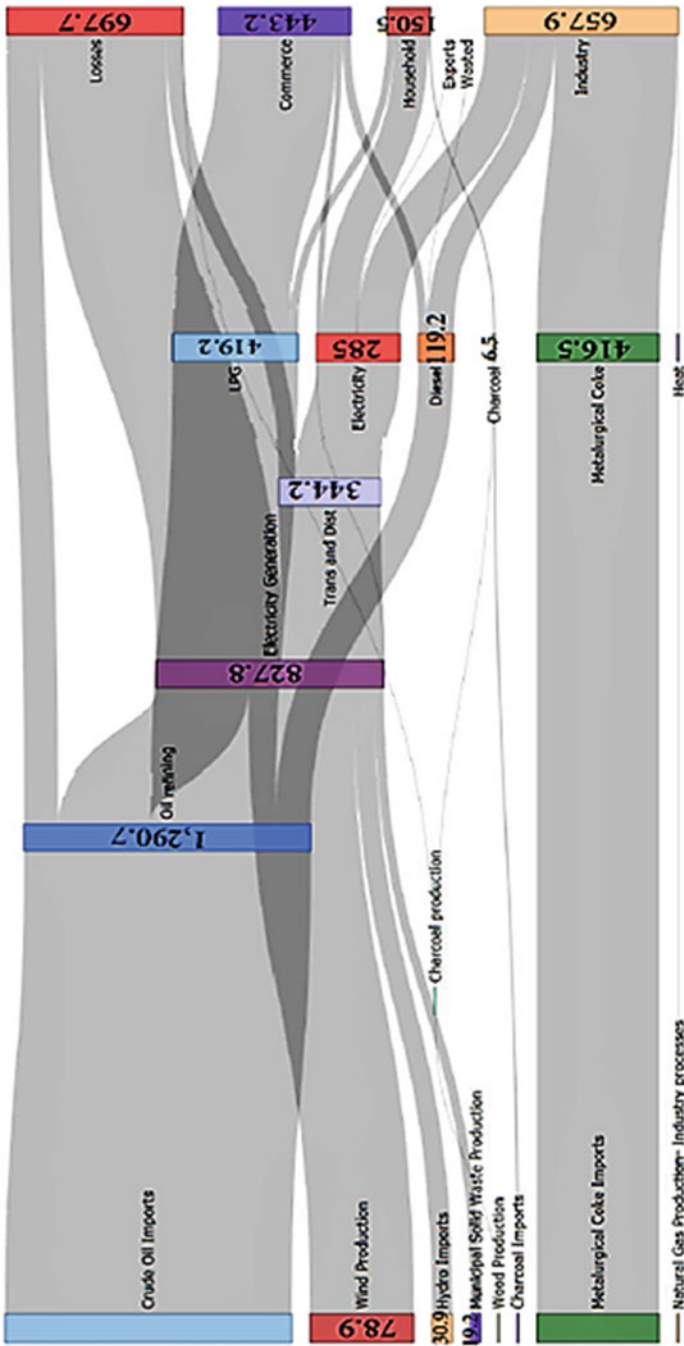 697.7
Losses
443.2
Commerce
150.5
Household
Exports
Wasted
657.9
Industry
419.2
LPG
285
Electricity
119.2
Diesel
6.5
Charcoal
416.5
Metalurgical Coke
Heat
344.2
Trans and Dist
827.8
Electricity Generation
1,290.7
Oil refining
Charcoal production
Crude Oil Imports
78.9
Wind Production
30.9
Hydro Imports
19.2
Municipal Solid Waste Production
Wood Production
Charcoal Imports
Metalurgical Coke Imports
Natural Gas Production- Industry processes